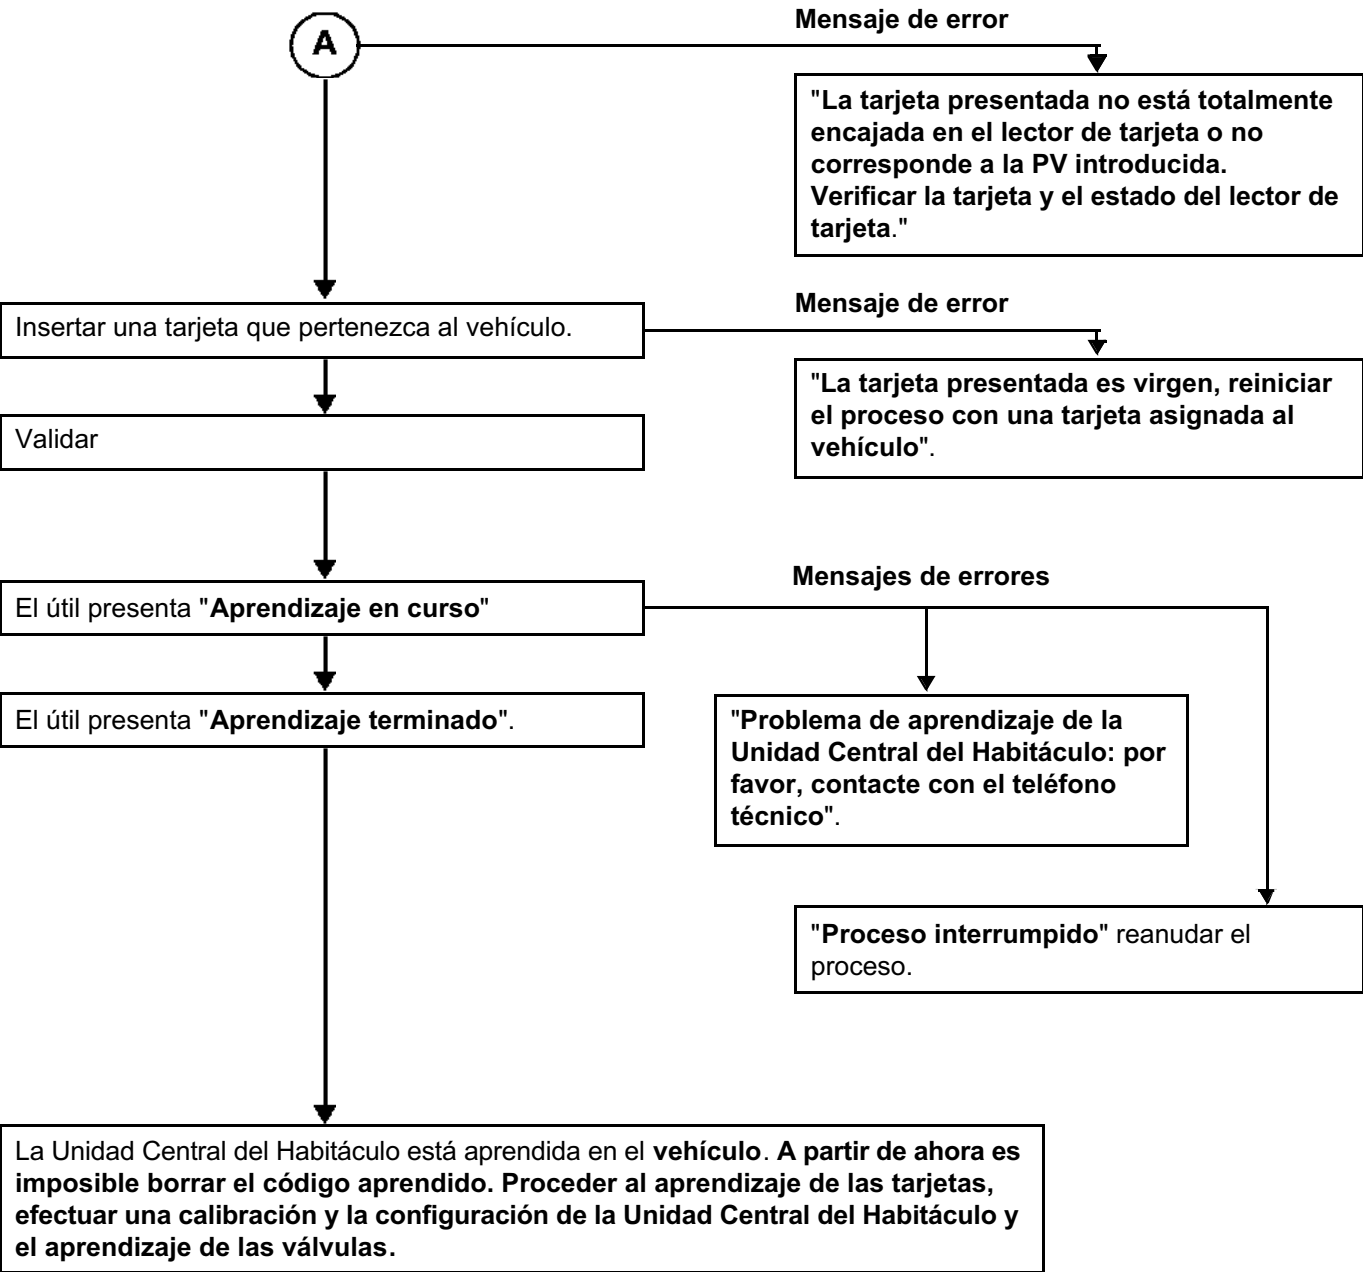 A
Mensaje de error
"La tarjeta presentada no está totalmente
encajada en el lector de tarjeta o no
corresponde a la PV introducida.
Verificar la tarjeta y el estado del lector de
tarjeta."
Insertar una tarjeta que pertenezca al vehículo.
Mensaje de error
"La tarjeta presentada es virgen, reiniciar
el proceso con una tarjeta asignada al
vehículo".
Validar
Mensajes de errores
El útil presenta "Aprendizaje en curso"
El útil presenta "Aprendizaje terminado".
"Problema de aprendizaje de la
Unidad Central del Habitáculo: por
favor, contacte con el teléfono
técnico".
"Proceso interrumpido" reanudar el
proceso.
La Unidad Central del Habitáculo está aprendida en el vehículo. A partir de ahora es
imposible borrar el código aprendido. Proceder al aprendizaje de las tarjetas,
efectuar una calibración y la configuración de la Unidad Central del Habitáculo y
el aprendizaje de las válvulas.